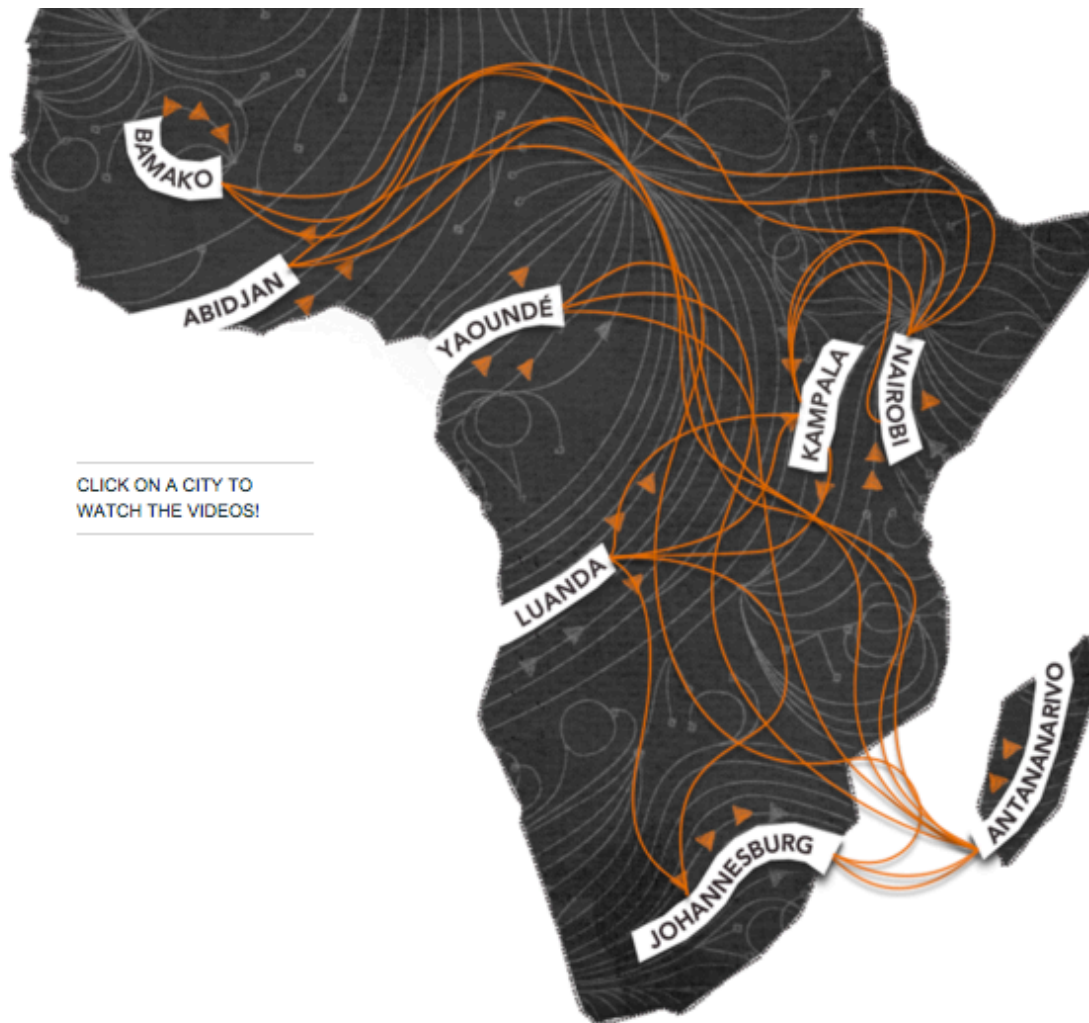 BAMAKO
ABIDJAN
YAOUNDÉ
KAMPALA
NAIROBI
CLICK ON A CITY TO
WATCH THE VIDEOS!
LUANDA
ANTANANARIVO
JOHANNESBURG